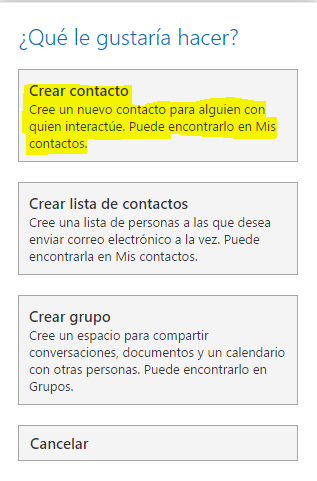 ¿Qué le gustaría hacer?
Crear contacto
Cree un nuevo contacto para alguien con
quien interactúe. Puede encontrarlo en Mis
contactos.
Crear lista de contactos
Cree una lista de personas a las que desea
enviar correo electrónico a la vez. Puede
encontrarla en Mis contactos.
Crear grupo
Cree un espacio para compartir
conversaciones, documentos y un calendario
con otras personas. Puede encontrarlo en
Grupos.
Cancelar